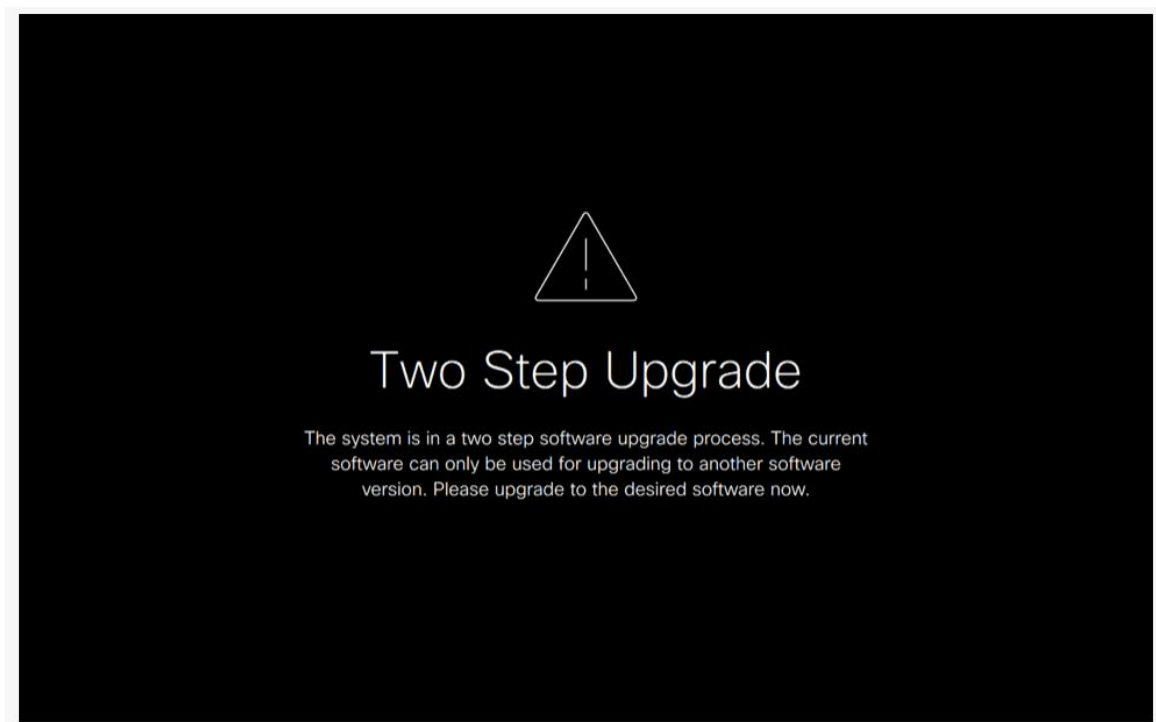 Two Step Upgrade
The system is in a two step software upgrade process. The current
software can only be used for upgrading to another software
version. Please upgrade to the desired software now.